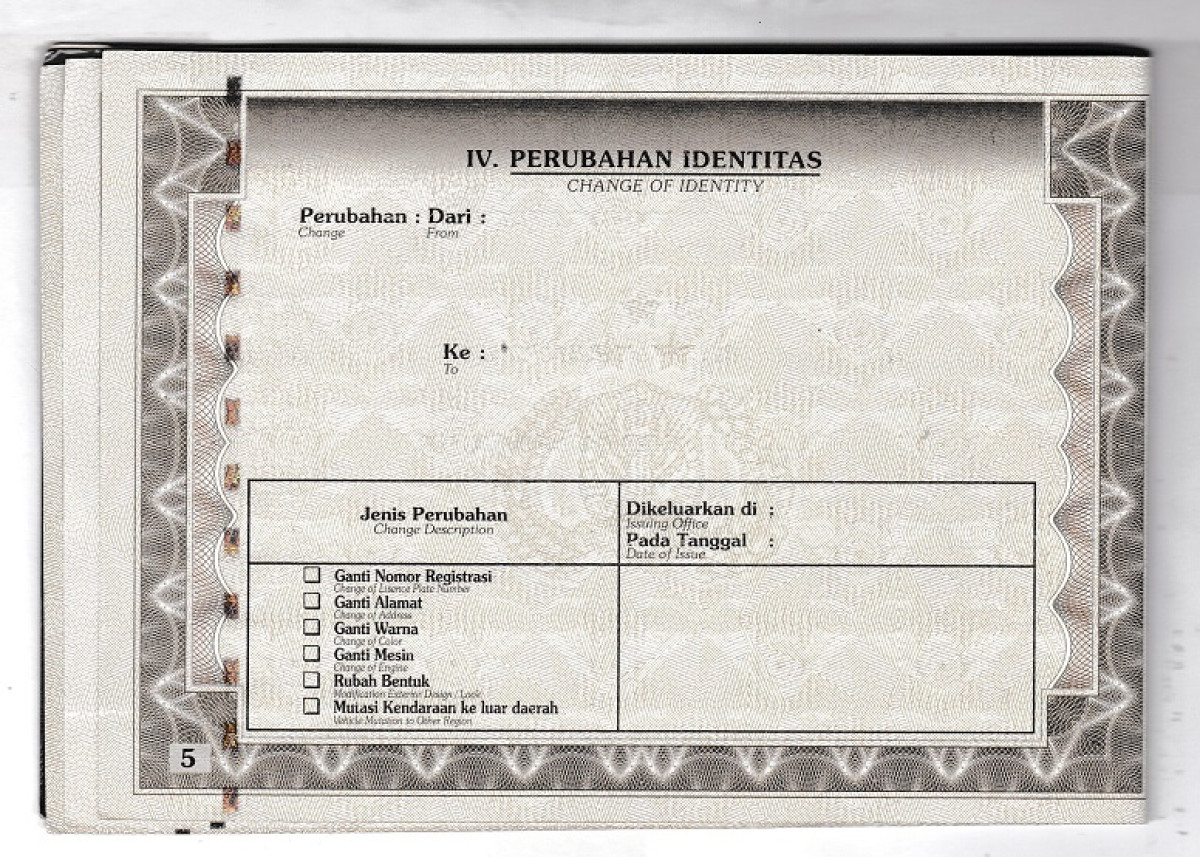 IV. PERUBAHAN IDENTITAS
CHANGE OF IDENTITY
Perubahan : Dari :
Change From
Ke :
To
Jenis Perubahan
Change Description
Dikeluarkan di :
Issuing Office
Pada Tanggal :
Date of Issue
Ganti Nomor Registrasi
Change of Lisence Plate Number
Ganti Alamat
Change of Address
Ganti Warna
Change of Color
Ganti Mesin
Change of Engine
Rubah Bentuk
Modification Exterior Design / Look
Mutasi Kendaraan ke luar daerah
Vehicle Mutation to Other Region
5